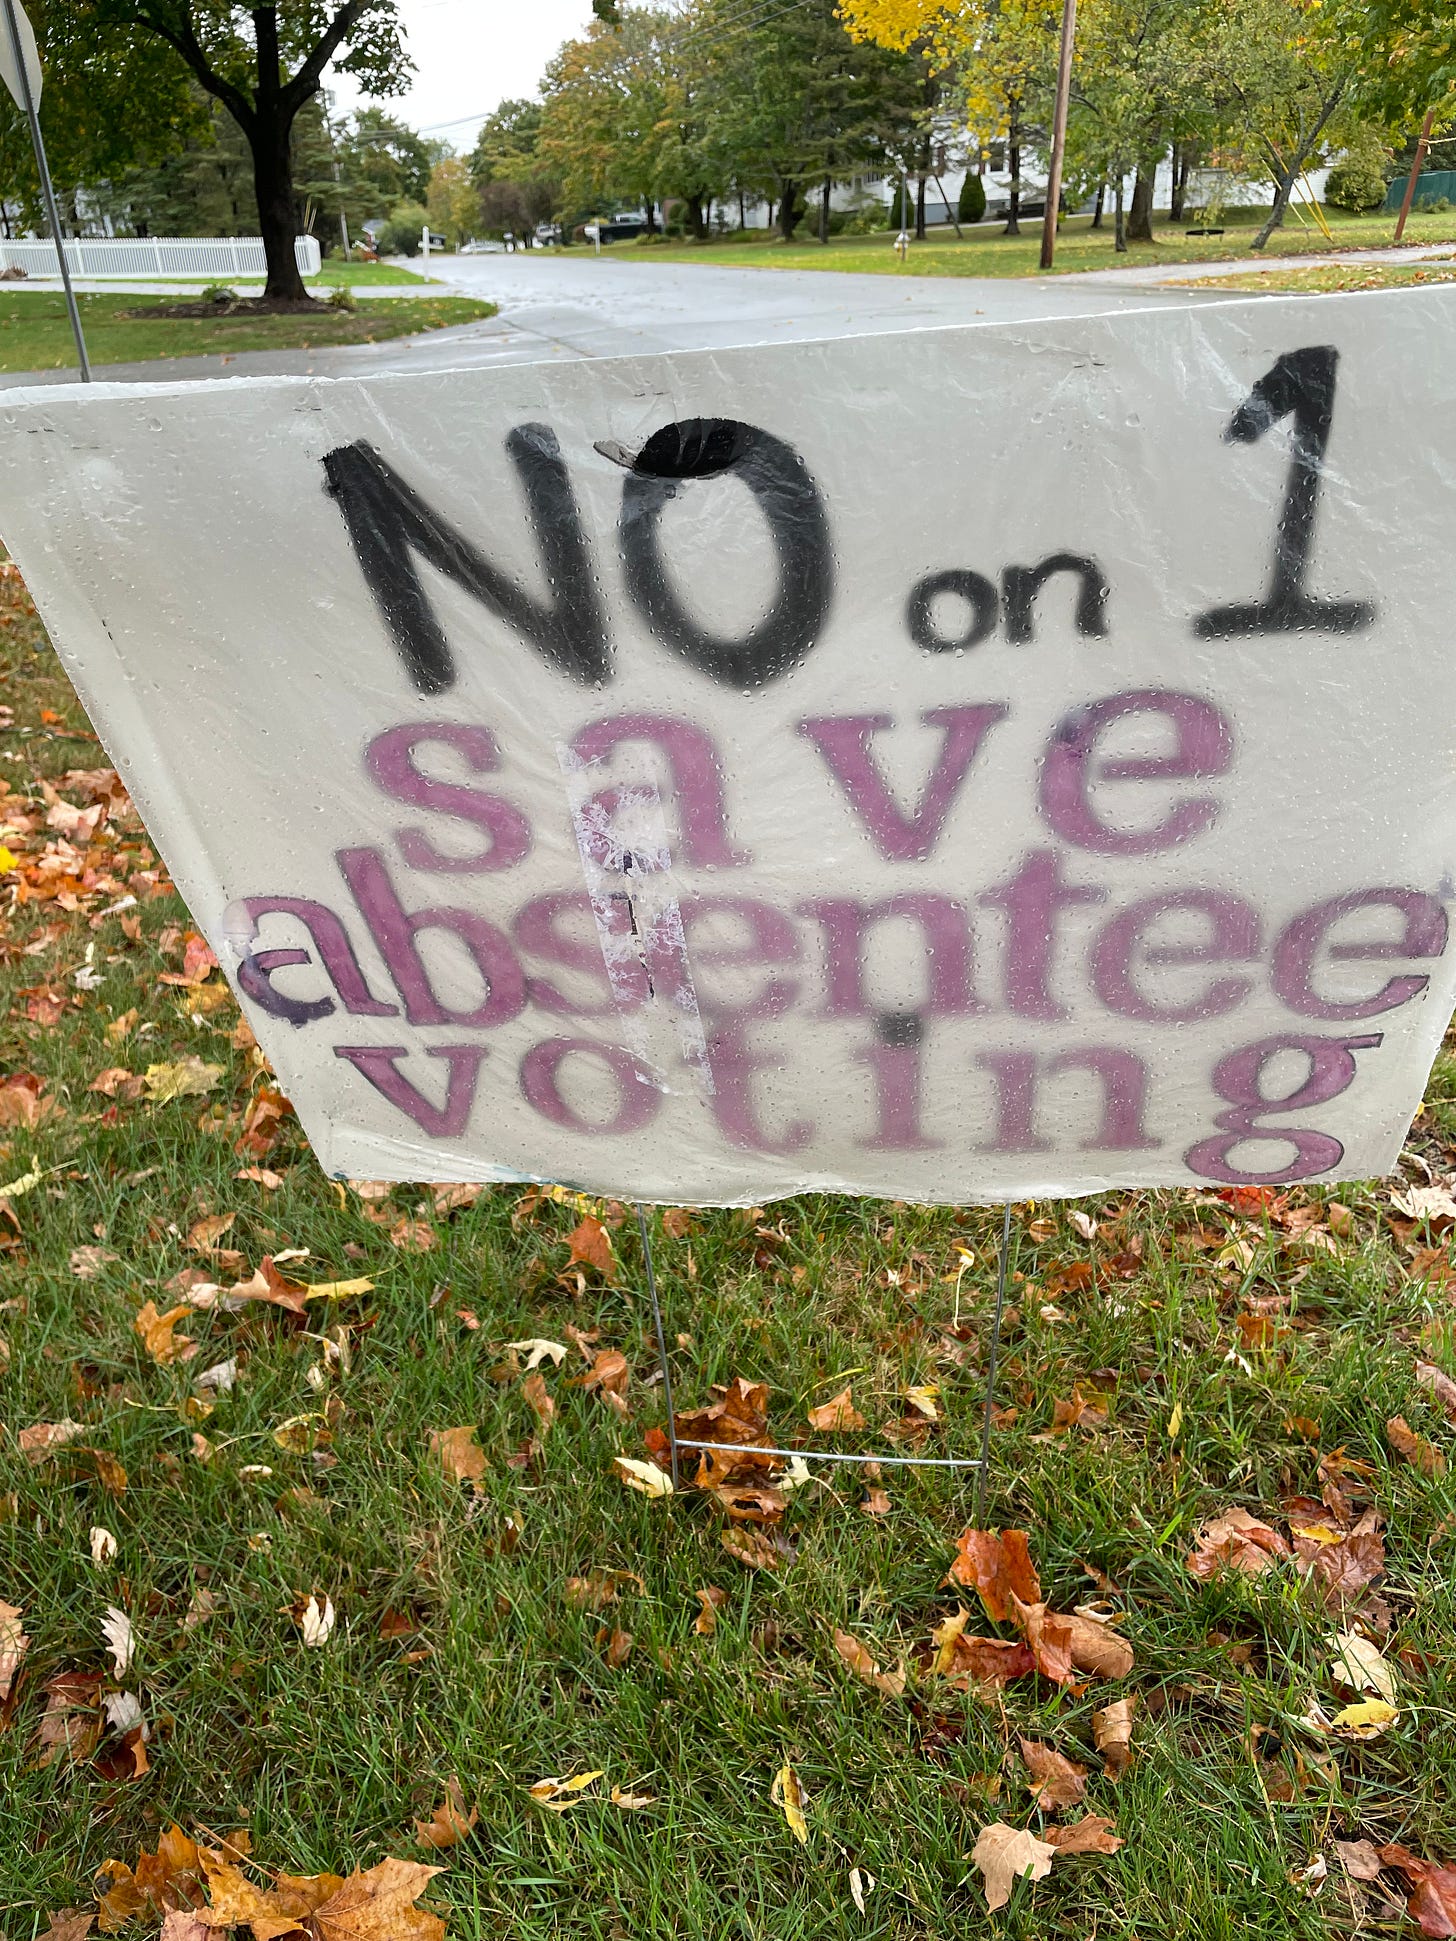 NO on 1
save
absentee
voting